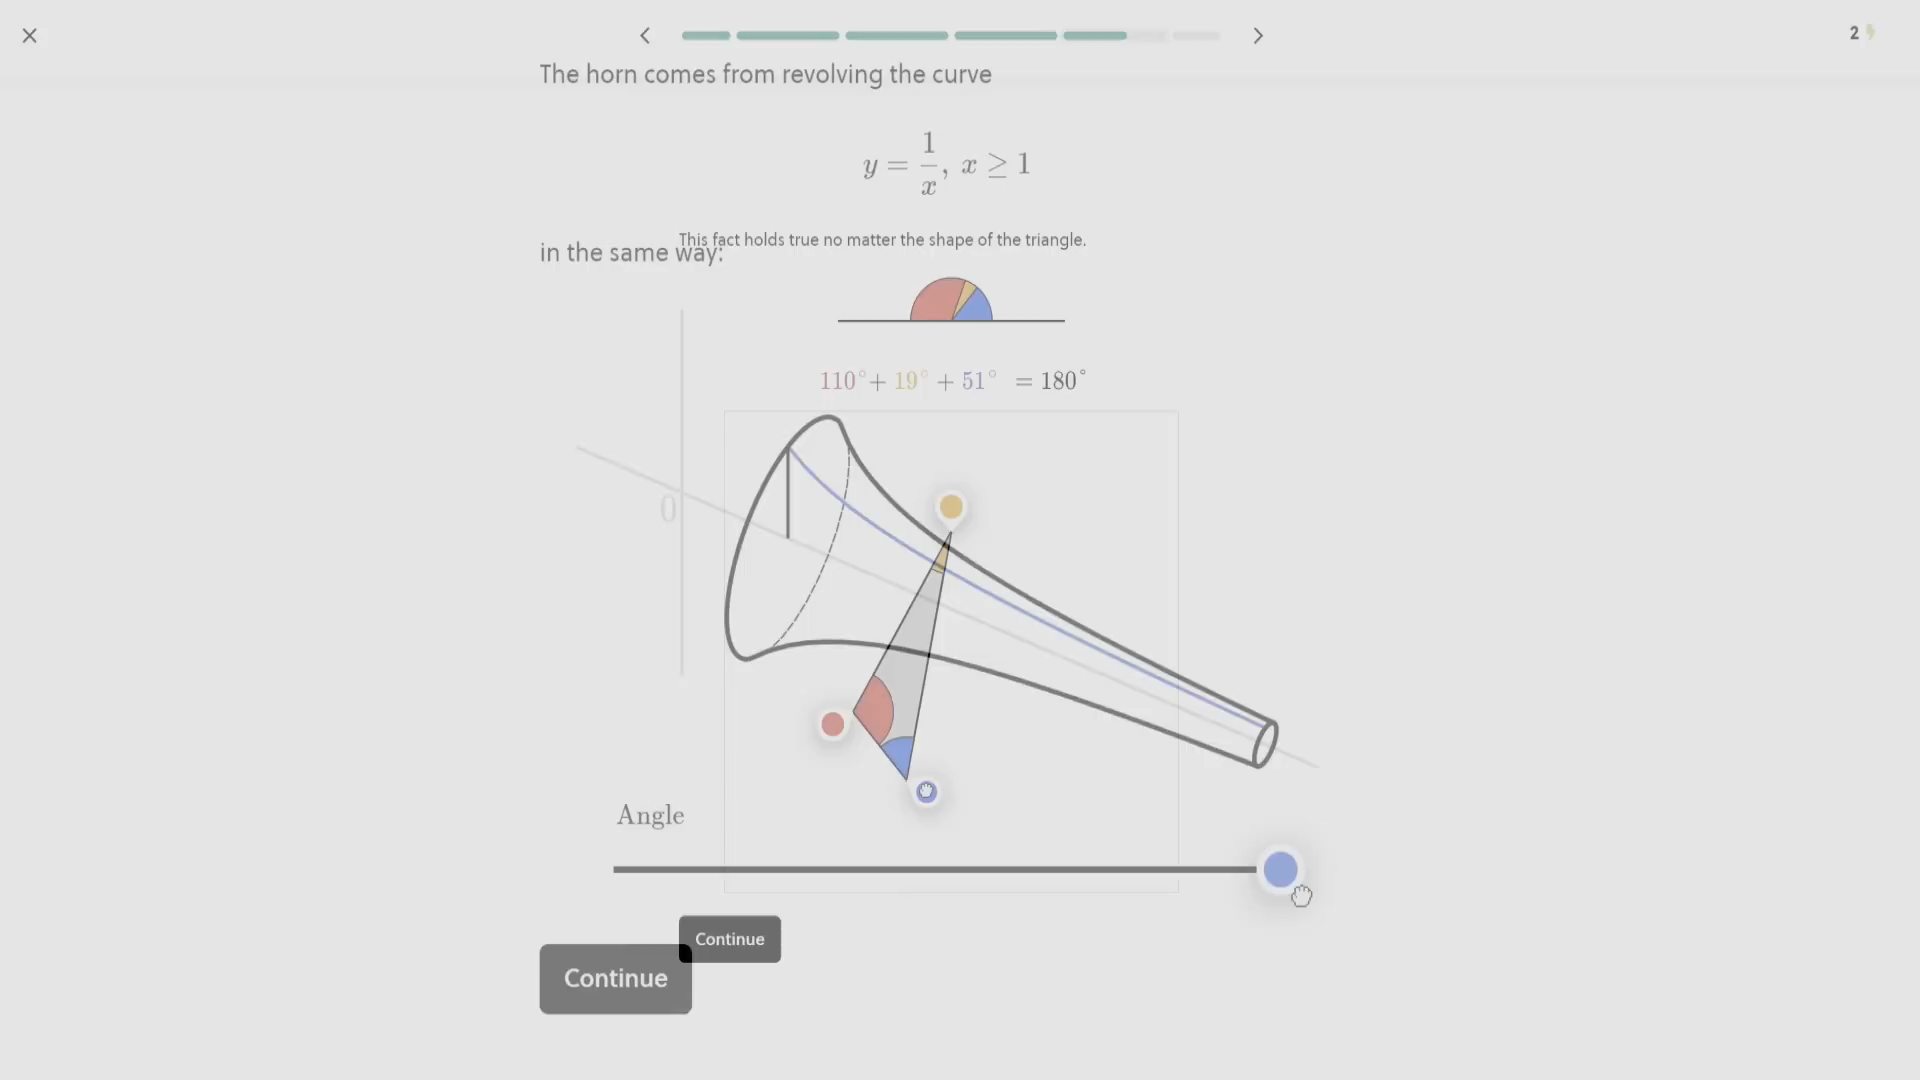 2
The horn comes from revolving the curve
y = 1/x, x ≥ 1
This fact holds true no matter the shape of the triangle.
in the same way:
110° + 19° + 51° = 180°
0
Angle
Continue
Continue